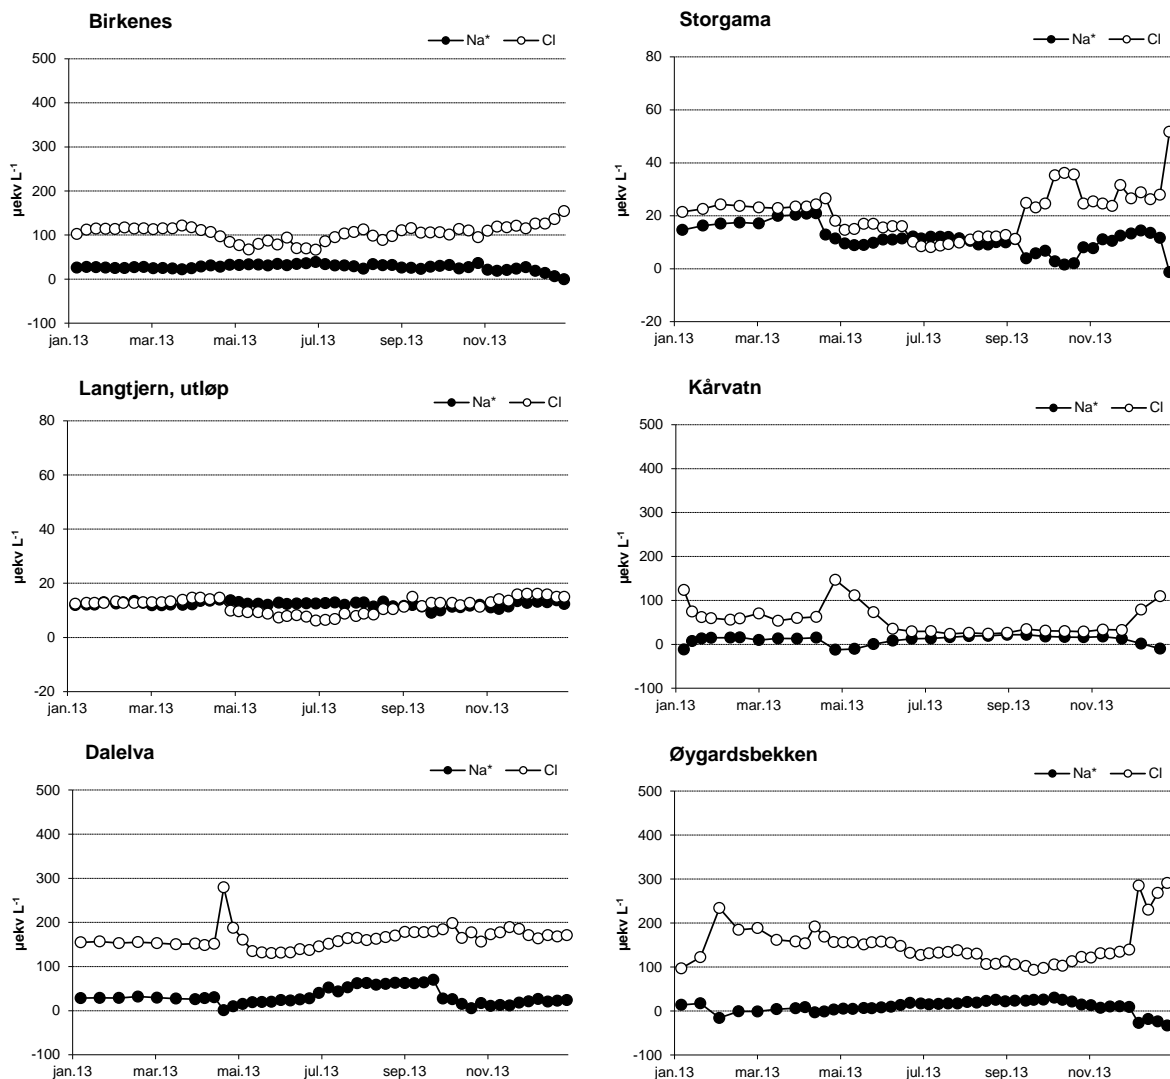 Birkenes
Na* Cl
500
400
300
200
100
0
-100
µekv L-1
jan.13 mar.13 mai.13 jul.13 sep.13 nov.13
Storgama
Na* Cl
80
60
40
20
0
-20
µekv L-1
jan.13 mar.13 mai.13 jul.13 sep.13 nov.13
Langtjern, utløp
Na* Cl
80
60
40
20
0
-20
µekv L-1
jan.13 mar.13 mai.13 jul.13 sep.13 nov.13
Kårvatn
Na* Cl
500
400
300
200
100
0
-100
µekv L-1
jan.13 mar.13 mai.13 jul.13 sep.13 nov.13
Dalelva
Na* Cl
500
400
300
200
100
0
-100
µekv L-1
jan.13 mar.13 mai.13 jul.13 sep.13 nov.13
Øygardsbekken
Na* Cl
500
400
300
200
100
0
-100
µekv L-1
jan.13 mar.13 mai.13 jul.13 sep.13 nov.13